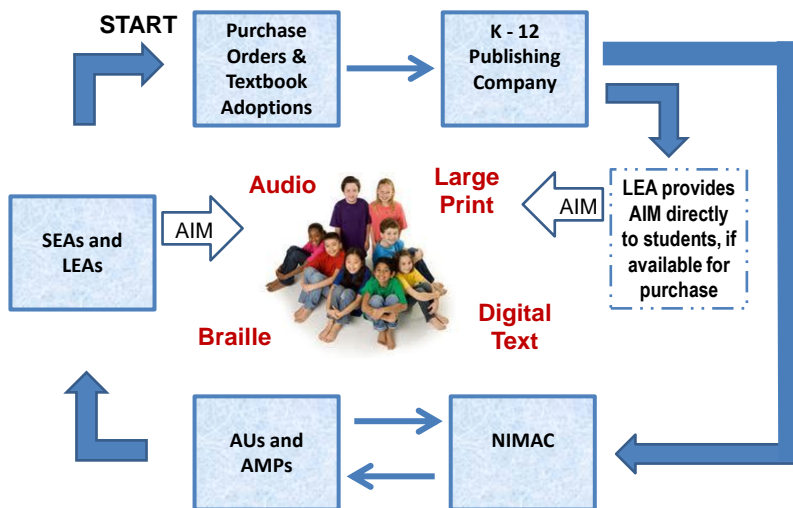 START
Purchase
Orders &
Textbook
Adoptions
K - 12
Publishing
Company
SEAs and
LEAs
AIM
Audio
Large
Print
AIM
LEA provides
AIM directly
to students, if
available for
purchase
Braille
Digital
Text
AUs and
AMPs
NIMAC